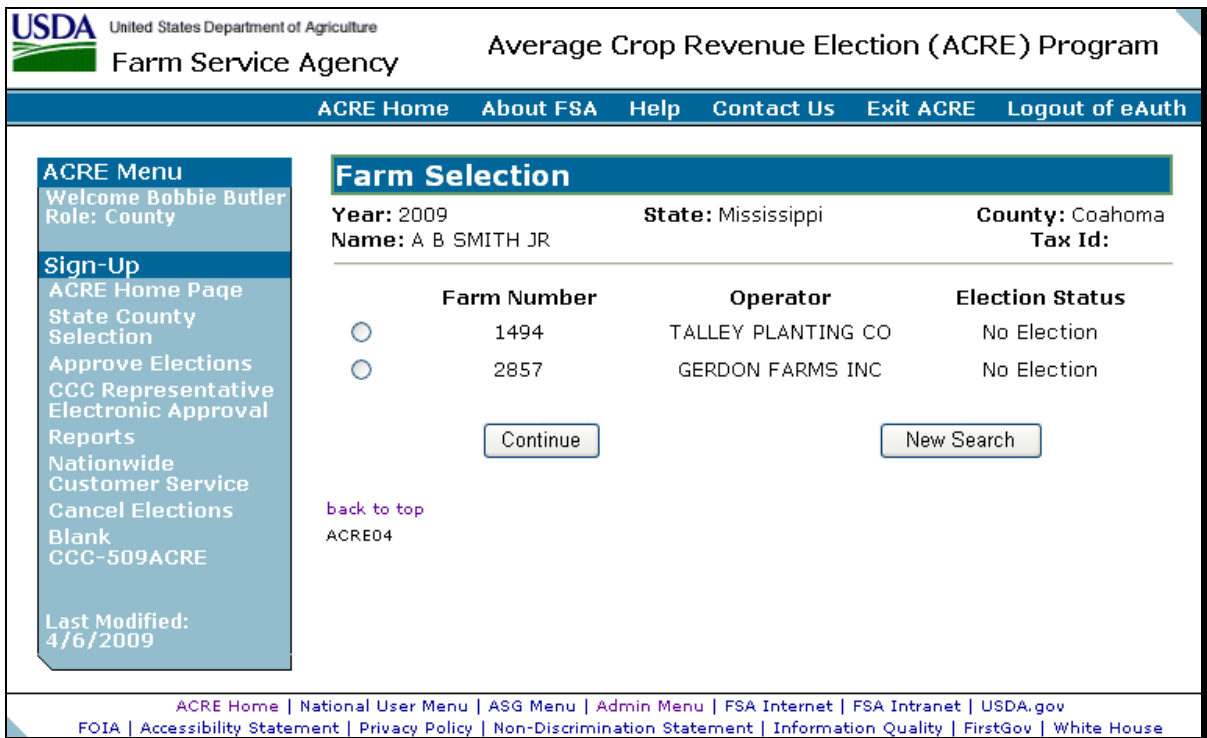 USDA United States Department of Agriculture
Farm Service Agency
Average Crop Revenue Election (ACRE) Program
ACRE Home About FSA Help Contact Us Exit ACRE Logout of eAuth
ACRE Menu
Welcome Bobbie Butler
Role: County
Sign-Up
ACRE Home Page
State County
Selection
Approve Elections
CCC Representative
Electronic Approval
Reports
Nationwide
Customer Service
Cancel Elections
Blank
CCC-509ACRE
Last Modified:
4/6/2009
Farm Selection
Year: 2009 State: Mississippi County: Coahoma
Name: A B SMITH JR Tax Id:
Farm Number Operator Election Status
1494 TALLEY PLANTING CO No Election
2857 GERDON FARMS INC No Election
Continue New Search
back to top
ACRE04
ACRE Home | National User Menu | ASG Menu | Admin Menu | FSA Internet | FSA Intranet | USDA.gov
FOIA | Accessibility Statement | Privacy Policy | Non-Discrimination Statement | Information Quality | FirstGov | White House